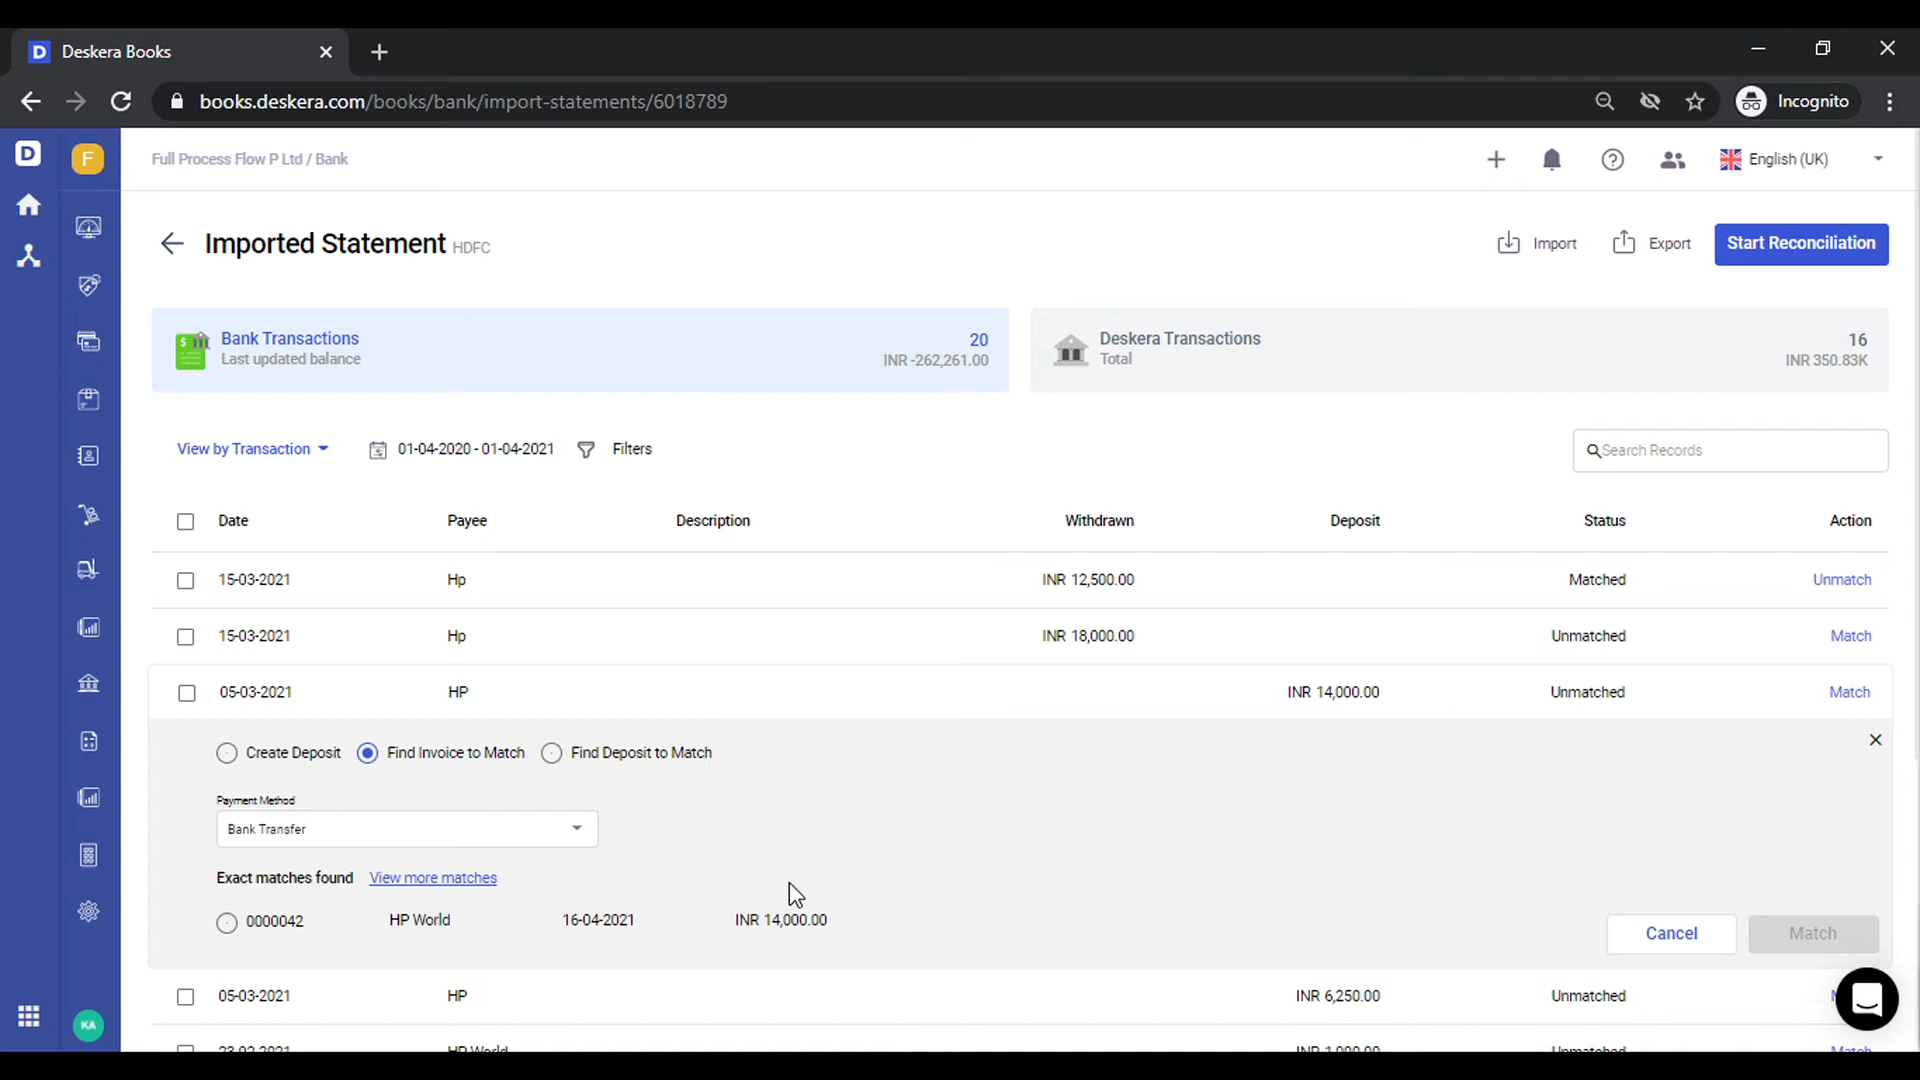 D Deskera Books
books.deskera.com/books/bank/import-statements/6018789
Incognito
D
F
Full Process Flow P Ltd / Bank
English (UK)
Imported Statement HDFC
Import
Export
Start Reconciliation
Bank Transactions 20
Last updated balance INR -262,261.00
Deskera Transactions 16
Total INR 350.83K
View by Transaction
01-04-2020 - 01-04-2021
Filters
Search Records
Date Payee Description Withdrawn Deposit Status Action
15-03-2021 Hp INR 12,500.00 Matched Unmatch
15-03-2021 Hp INR 18,000.00 Unmatched Match
05-03-2021 HP INR 14,000.00 Unmatched Match
Create Deposit Find Invoice to Match Find Deposit to Match
Payment Method
Bank Transfer
Exact matches found View more matches
0000042 HP World 16-04-2021 INR 14,000.00
Cancel Match
05-03-2021 HP INR 6,250.00 Unmatched
KA
HP World Unmatched Match